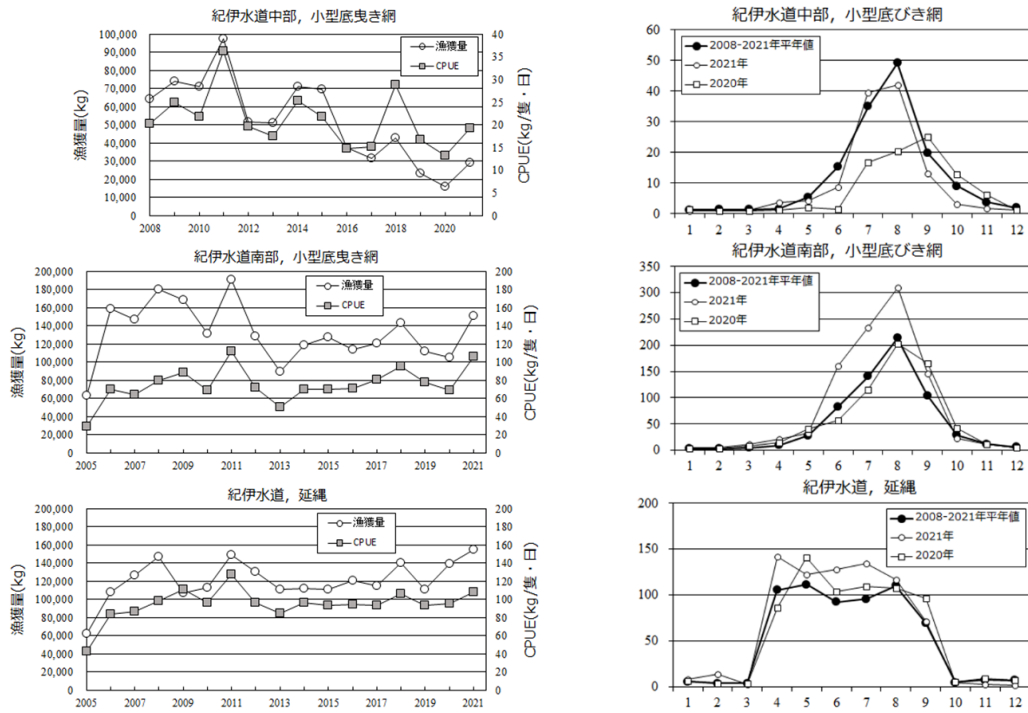 紀伊水道中部，小型底曳き網
漁獲量(kg)
100,000
90,000
80,000
70,000
60,000
50,000
40,000
30,000
20,000
10,000
0
漁獲量
CPUE
40
35
30
25
20
15
10
5
0
CPUE(kg/隻・日)
2008 2010 2012 2014 2016 2018 2020
紀伊水道中部，小型底びき網
60
50
40
30
20
10
0
2008-2021年平年値
2021年
2020年
1 2 3 4 5 6 7 8 9 10 11 12
紀伊水道南部，小型底曳き網
漁獲量(kg)
200,000
180,000
160,000
140,000
120,000
100,000
80,000
60,000
40,000
20,000
0
漁獲量
CPUE
200
180
160
140
120
100
80
60
40
20
0
CPUE(kg/隻・日)
2005 2007 2009 2011 2013 2015 2017 2019 2021
紀伊水道南部，小型底びき網
350
300
250
200
150
100
50
0
2008-2021年平年値
2021年
2020年
1 2 3 4 5 6 7 8 9 10 11 12
紀伊水道，延縄
漁獲量(kg)
200,000
180,000
160,000
140,000
120,000
100,000
80,000
60,000
40,000
20,000
0
漁獲量
CPUE
200
180
160
140
120
100
80
60
40
20
0
CPUE(kg/隻・日)
2005 2007 2009 2011 2013 2015 2017 2019 2021
紀伊水道，延縄
200
150
100
50
0
2008-2021年平年値
2021年
2020年
1 2 3 4 5 6 7 8 9 10 11 12